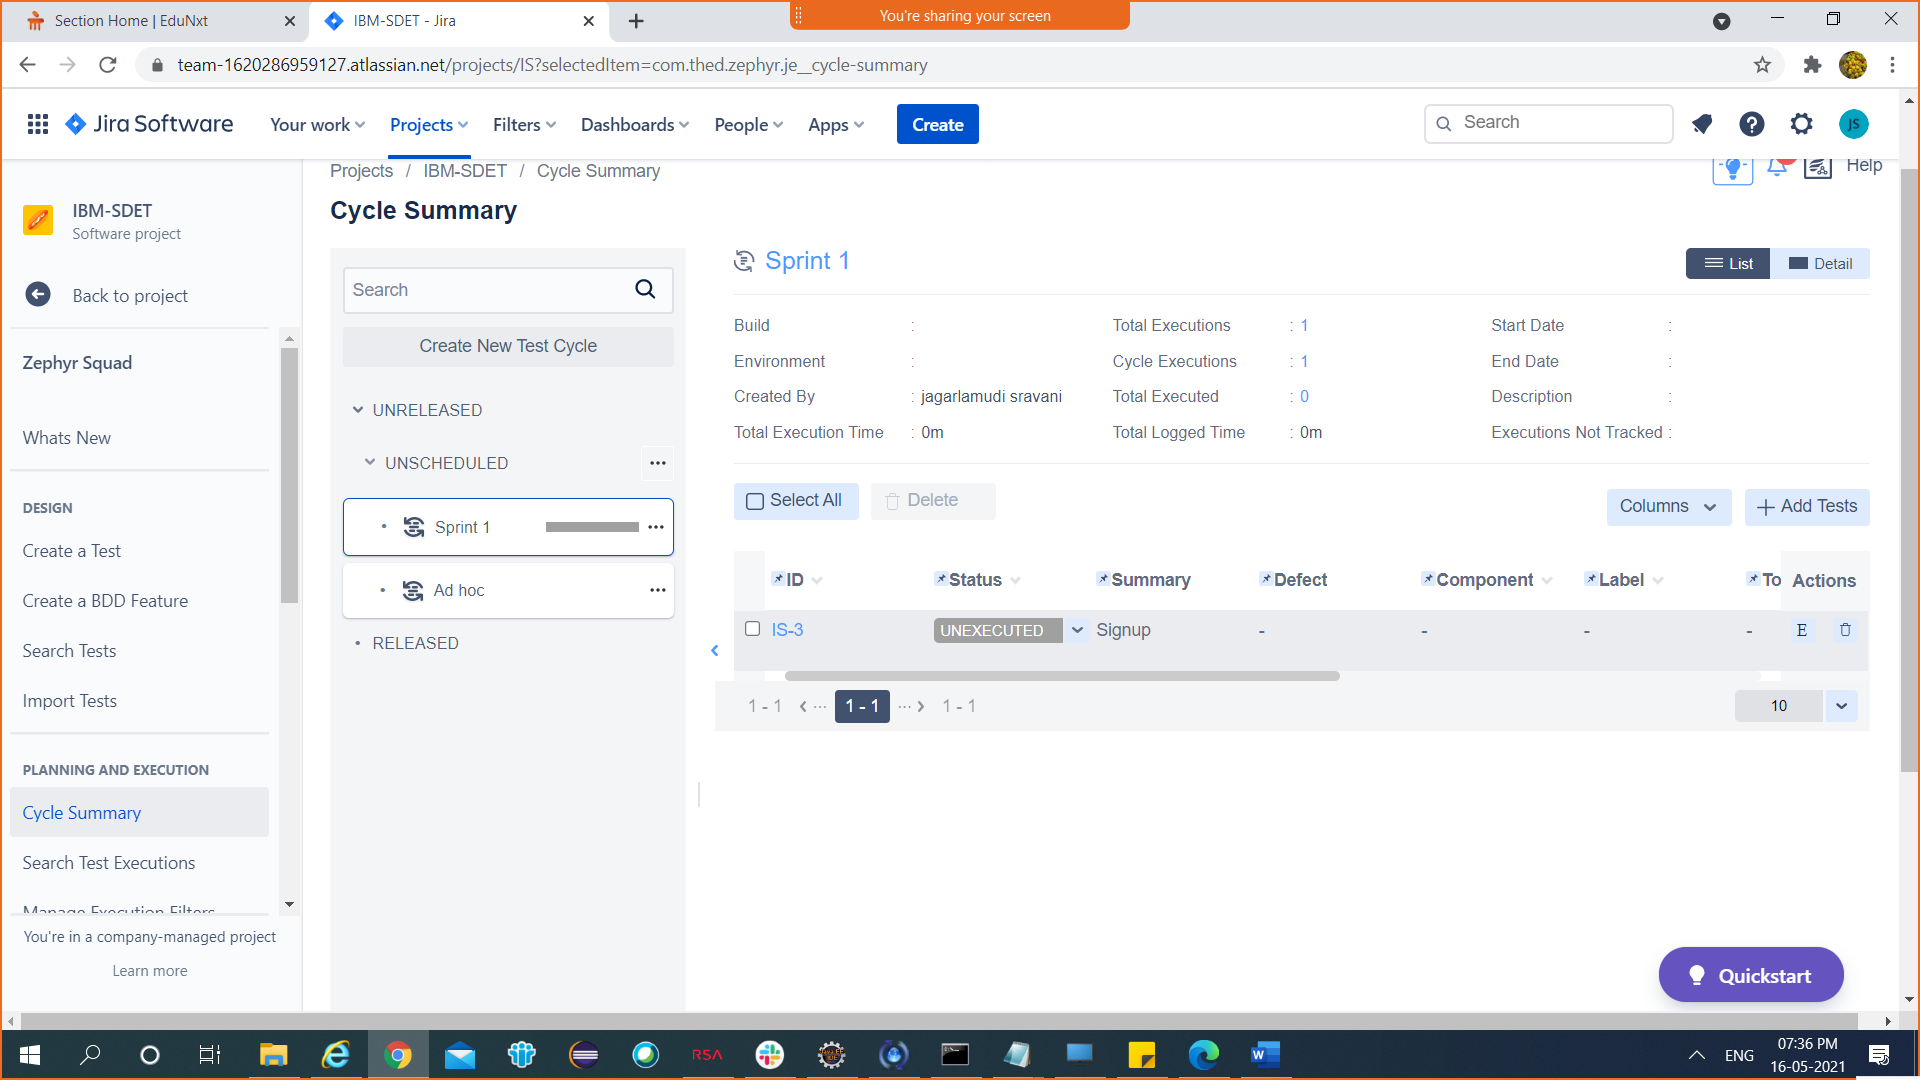 Section Home | EduNxt
IBM-SDET - Jira
You're sharing your screen
team-1620286959127.atlassian.net/projects/IS?selectedItem=com.thed.zephyr.je__cycle-summary
Jira Software
Your work
Projects
Filters
Dashboards
People
Apps
Create
Search
JS
Projects / IBM-SDET / Cycle Summary
Help
Cycle Summary
IBM-SDET
Software project
Back to project
Zephyr Squad
Whats New
DESIGN
Create a Test
Create a BDD Feature
Search Tests
Import Tests
PLANNING AND EXECUTION
Cycle Summary
Search Test Executions
Manage Execution Filters
You're in a company-managed project
Learn more
Search
Create New Test Cycle
UNRELEASED
UNSCHEDULED
Sprint 1
Ad hoc
RELEASED
Sprint 1
List
Detail
Build :
Total Executions : 1
Start Date :
Environment :
Cycle Executions : 1
End Date :
Created By : jagarlamudi sravani
Total Executed : 0
Description :
Total Execution Time : 0m
Total Logged Time : 0m
Executions Not Tracked :
Select All
Delete
Columns
Add Tests
ID Status Summary Defect Component Label To Actions
IS-3 UNEXECUTED Signup - - - - E
1 - 1 ··· 1 - 1 ··· 1 - 1
10
Quickstart
RSA
ENG
07:36 PM
16-05-2021